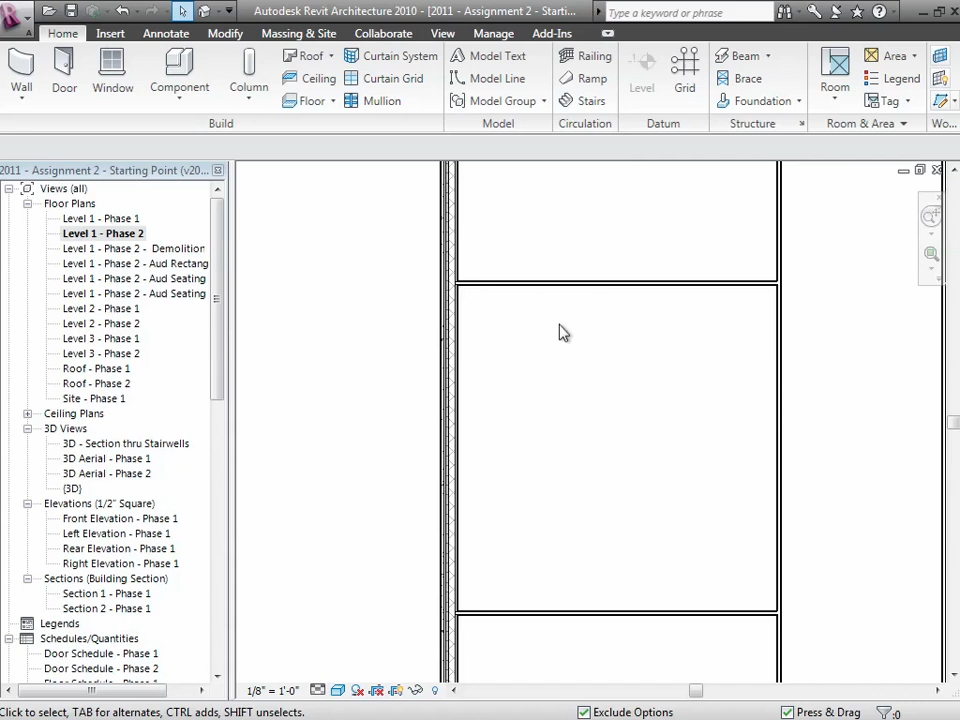 Autodesk Revit Architecture 2010 - [2011 - Assignment 2 - Starti...
Type a keyword or phrase
Home Insert Annotate Modify Massing & Site Collaborate View Manage Add-Ins
Wall Door Window Component Column
Roof Curtain System
Ceiling Curtain Grid
Floor Mullion
Model Text
Model Line
Model Group
Railing
Ramp
Stairs
Level Grid
Beam
Brace
Foundation
Room
Area
Legend
Tag
Build Model Circulation Datum Structure Room & Area Wo...
2011 - Assignment 2 - Starting Point (v20...
Views (all)
Floor Plans
Level 1 - Phase 1
Level 1 - Phase 2
Level 1 - Phase 2 - Demolition
Level 1 - Phase 2 - Aud Rectang
Level 1 - Phase 2 - Aud Seating
Level 1 - Phase 2 - Aud Seating
Level 2 - Phase 1
Level 2 - Phase 2
Level 3 - Phase 1
Level 3 - Phase 2
Roof - Phase 1
Roof - Phase 2
Site - Phase 1
Ceiling Plans
3D Views
3D - Section thru Stairwells
3D Aerial - Phase 1
3D Aerial - Phase 2
{3D}
Elevations (1/2" Square)
Front Elevation - Phase 1
Left Elevation - Phase 1
Rear Elevation - Phase 1
Right Elevation - Phase 1
Sections (Building Section)
Section 1 - Phase 1
Section 2 - Phase 1
Legends
Schedules/Quantities
Door Schedule - Phase 1
Door Schedule - Phase 2
1/8" = 1'-0"
Click to select, TAB for alternates, CTRL adds, SHIFT unselects.
Exclude Options
Press & Drag
:0